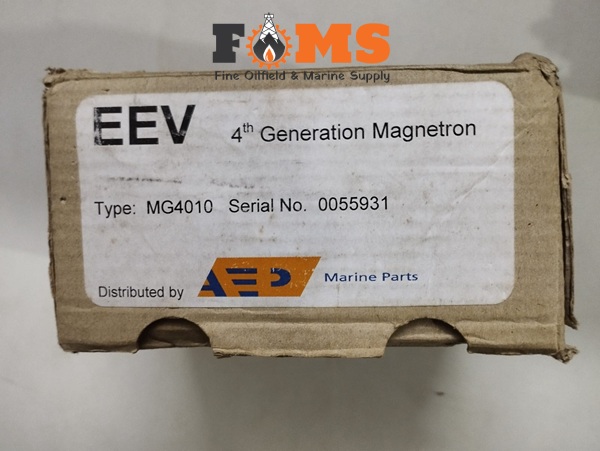 FOMS
Fine Oilfield & Marine Supply
EEV 4th Generation Magnetron
Type: MG4010 Serial No. 0055931
Distributed by AEP Marine Parts